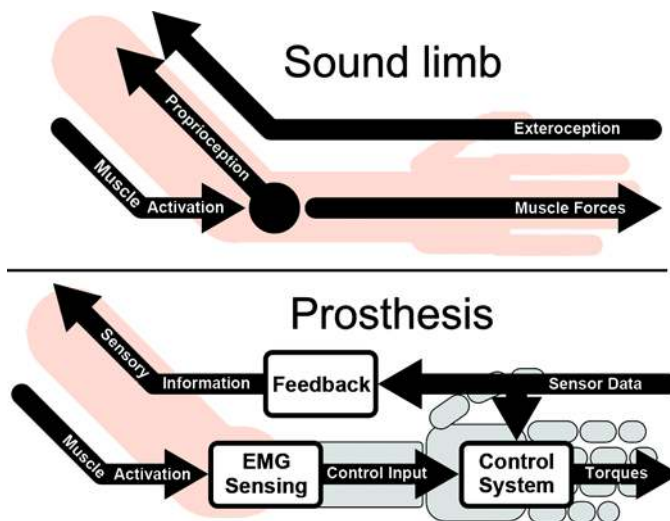 Sound limb
Exteroception
Proprioception
Muscle
Activation
Muscle Forces
Prosthesis
Sensory
Information
Feedback
Sensor Data
Muscle
Activation
EMG
Sensing
Control Input
Control
System
Torques